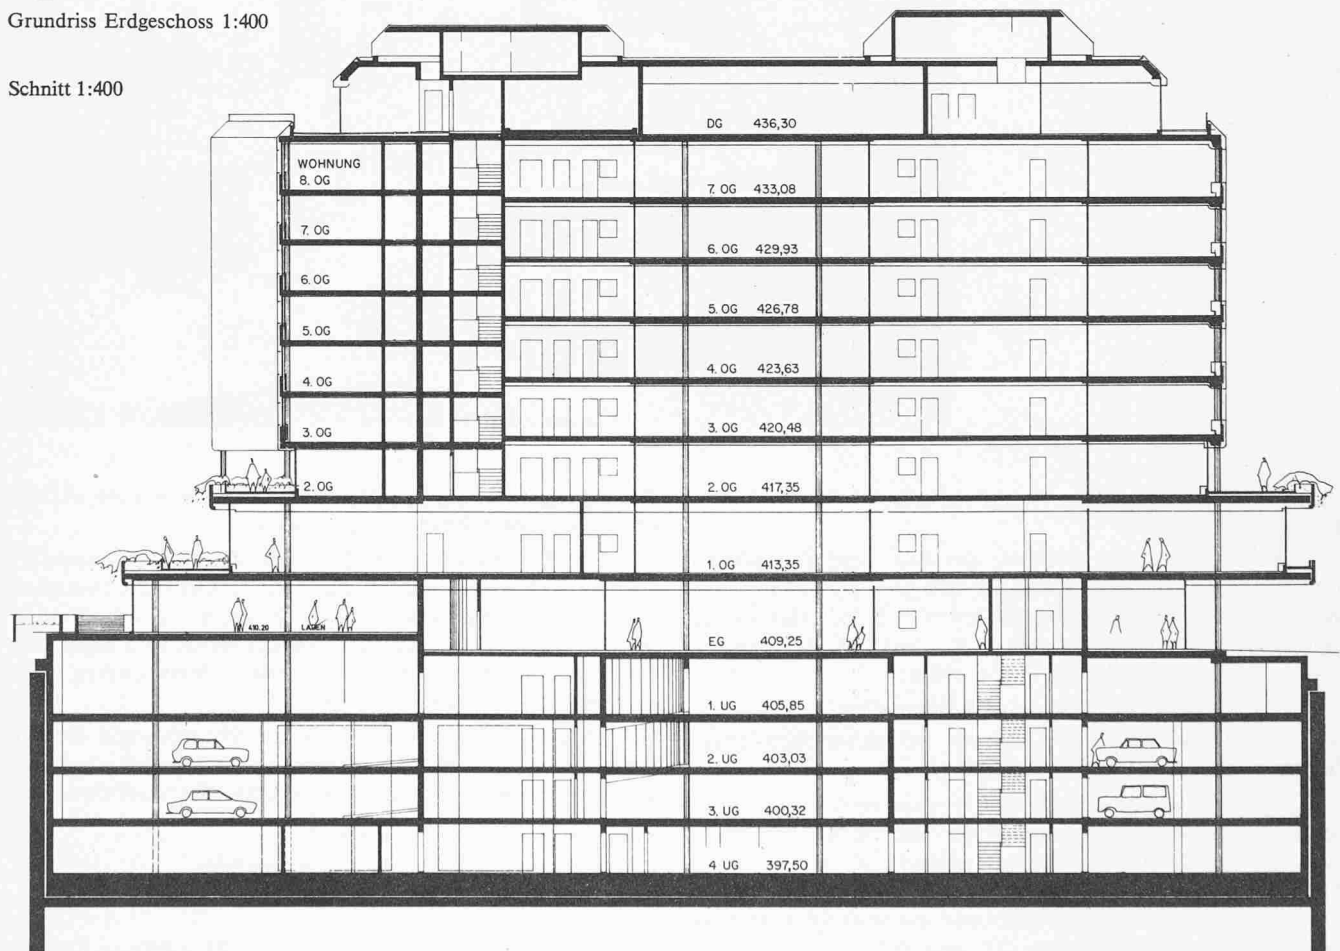 Grundriss Erdgeschoss 1:400
Schnitt 1:400
DG 436,30
WOHNUNG
8. OG
7. OG 433,08
7. OG
6. OG 429,93
6. OG
5. OG 426,78
5. OG
4. OG 423,63
4. OG
3. OG 420,48
3. OG
2. OG 417,35
2. OG
1. OG 413,35
410.20 LADEN
EG 409,25
1. UG 405,85
2. UG 403,03
3. UG 400,32
4 UG 397,50